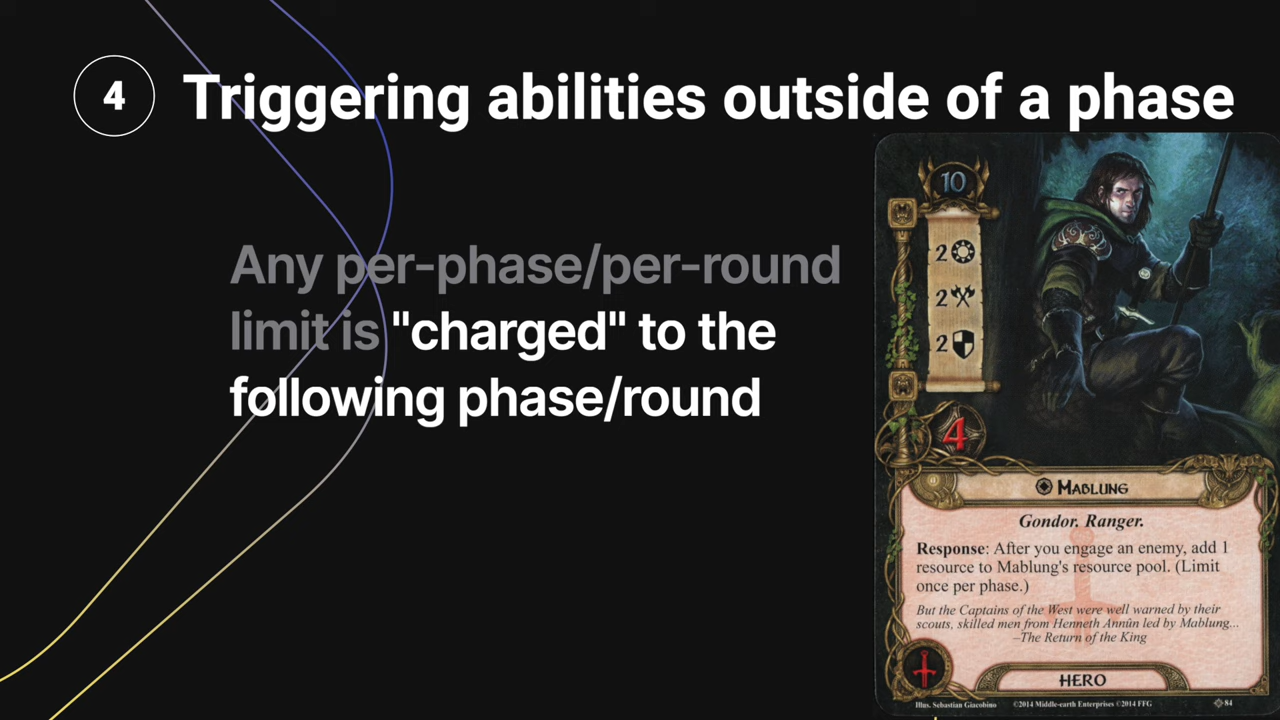 4
Triggering abilities outside of a phase
Any per-phase/per-round
limit is "charged" to the
following phase/round
10
2
2
2
4
Mablung
Gondor. Ranger.
Response: After you engage an enemy, add 1
resource to Mablung's resource pool. (Limit
once per phase.)
But the Captains of the West were well warned by their
scouts, skilled men from Henneth Annûn led by Mablung...
–The Return of the King
HERO
Illus. Sebastian Giacobino ©2014 Middle-earth Enterprises ©2014 FFG 84